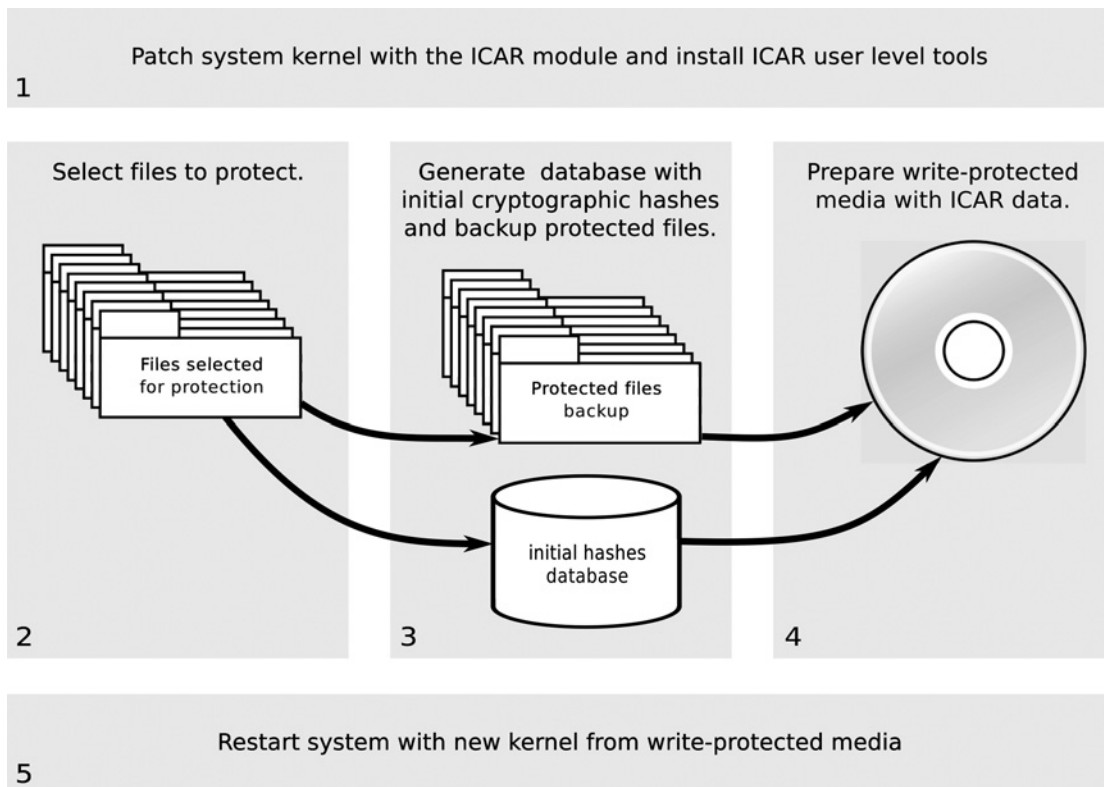 Patch system kernel with the ICAR module and install ICAR user level tools
1
Select files to protect.
Files selected
for protection
2
Generate database with
initial cryptographic hashes
and backup protected files.
Protected files
backup
initial hashes
database
3
Prepare write-protected
media with ICAR data.
4
Restart system with new kernel from write-protected media
5